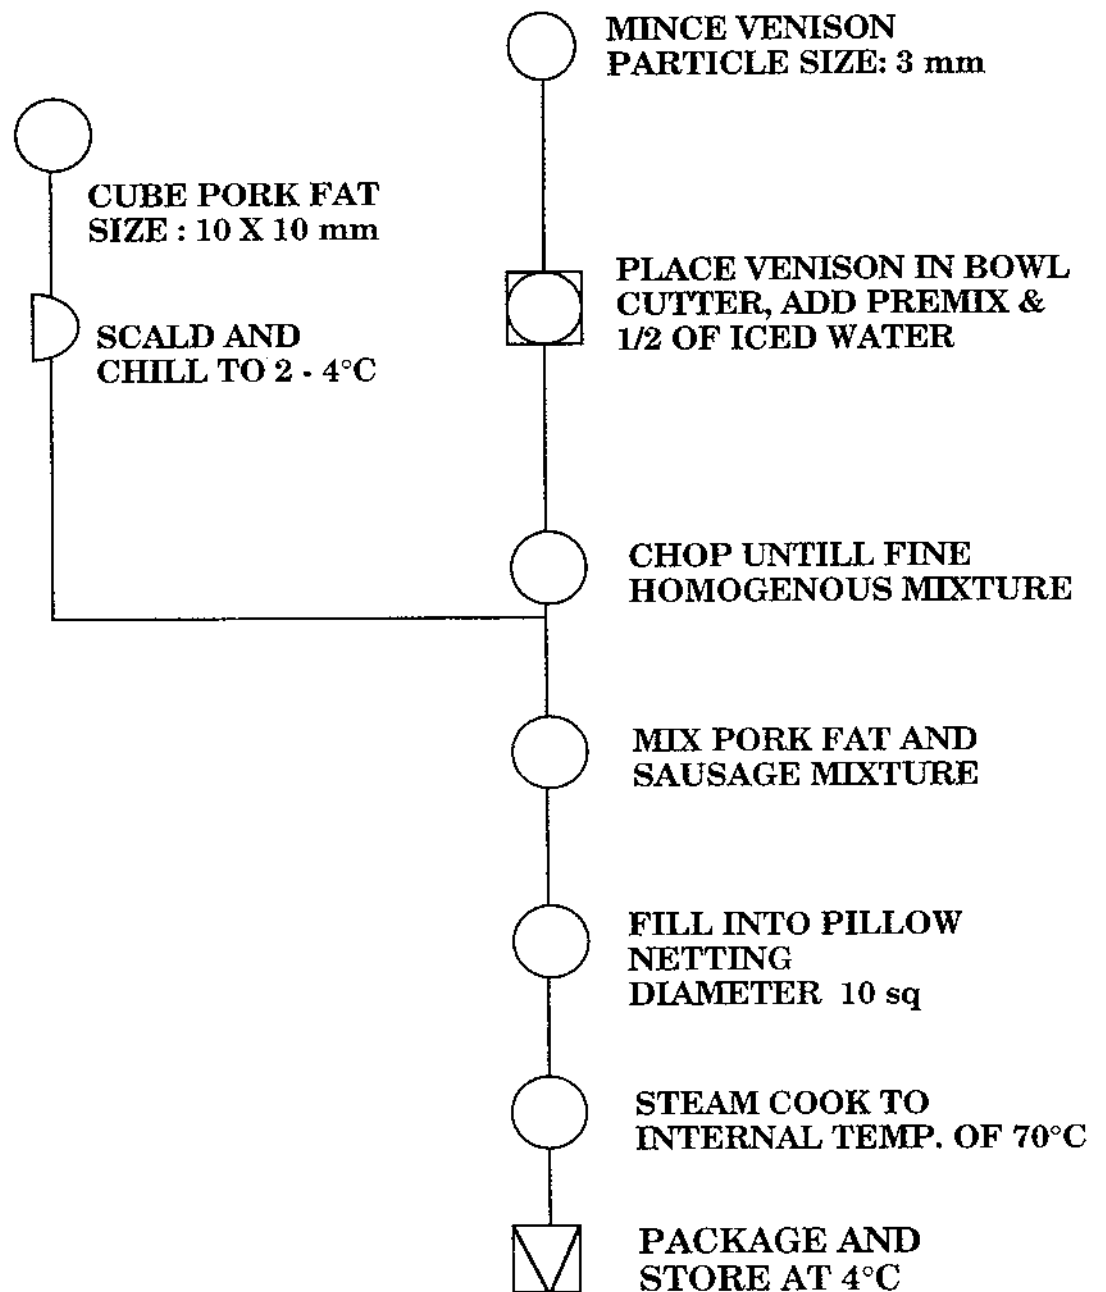 MINCE VENISON
PARTICLE SIZE: 3 mm
CUBE PORK FAT
SIZE : 10 X 10 mm
SCALD AND
CHILL TO 2 - 4°C
PLACE VENISON IN BOWL
CUTTER, ADD PREMIX &
1/2 OF ICED WATER
CHOP UNTILL FINE
HOMOGENOUS MIXTURE
MIX PORK FAT AND
SAUSAGE MIXTURE
FILL INTO PILLOW
NETTING
DIAMETER 10 sq
STEAM COOK TO
INTERNAL TEMP. OF 70°C
PACKAGE AND
STORE AT 4°C